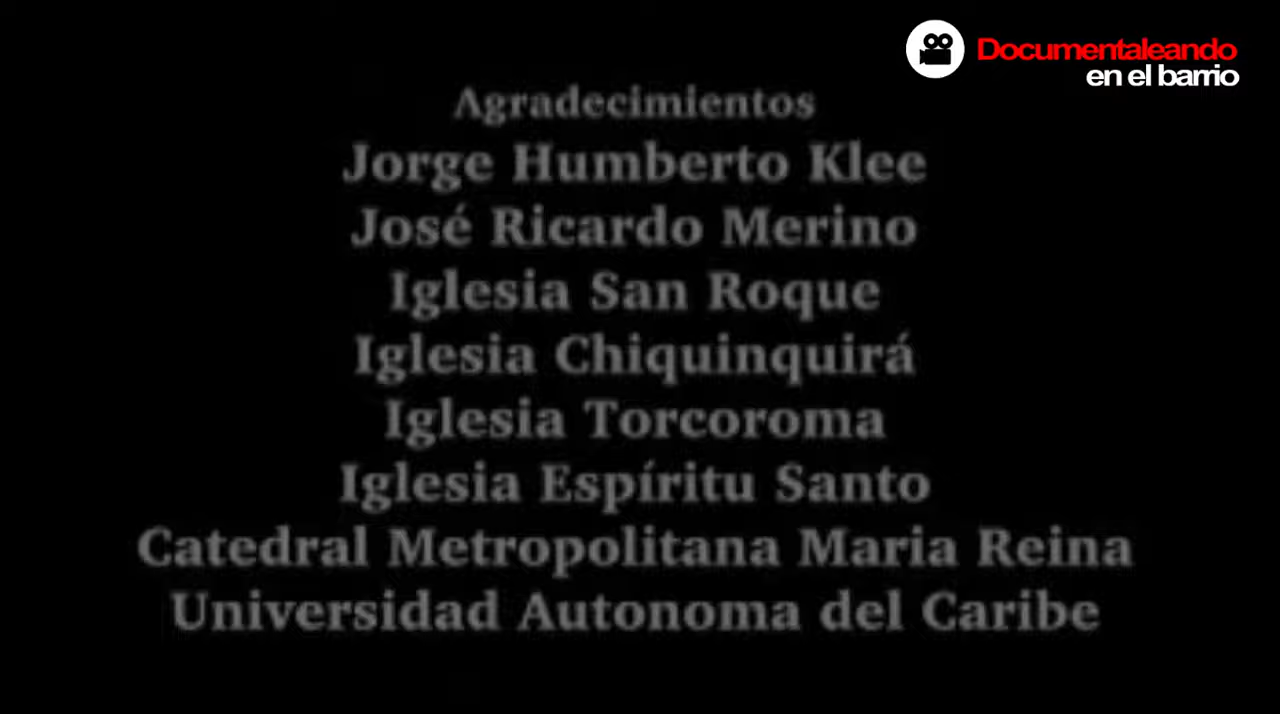 Documentaleando
en el barrio
Agradecimientos
Jorge Humberto Klee
José Ricardo Merino
Iglesia San Roque
Iglesia Chiquinquirá
Iglesia Torcoroma
Iglesia Espíritu Santo
Catedral Metropolitana Maria Reina
Universidad Autonoma del Caribe